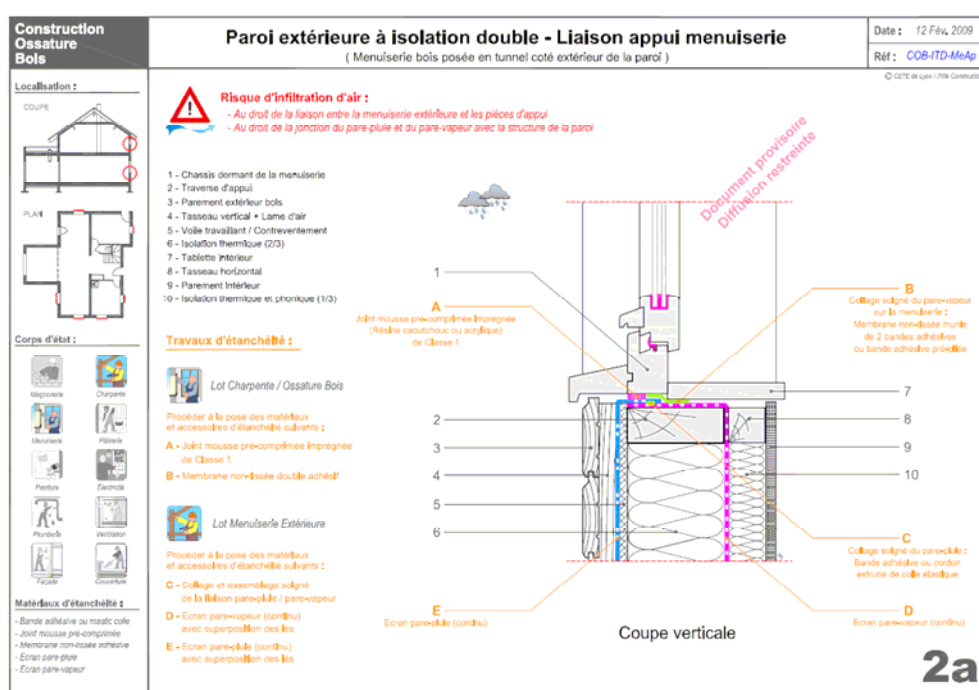 Construction
Ossature
Bois
Paroi extérieure à isolation double - Liaison appui menuiserie
( Menuiserie bois posée en tunnel coté extérieur de la paroi )
Date : 12 Fév. 2009
Réf : COB-ITD-MeAp
© CETE de Lyon / Pôle Constructi
Localisation :
COUPE
PLAN
Corps d'état :
Maçonnerie
Charpente
Menuiserie
Plâtrerie
Peinture
Electricité
Plomberie
Ventilation
Façade
Couverture
Matériaux d'étanchéité :
- Bande adhésive ou mastic colle
- Joint mousse pré-comprimée
- Membrane non-tissée adhésive
- Ecran pare-pluie
- Ecran pare-vapeur
Risque d'infiltration d'air :
- Au droit de la liaison entre la menuiserie extérieure et les pièces d'appui
- Au droit de la jonction du pare-pluie et du pare-vapeur avec la structure de la paroi
1 - Chassis dormant de la menuiserie
2 - Traverse d'appui
3 - Parement extérieur bois
4 - Tasseau vertical + Lame d'air
5 - Voile travaillant / Contreventement
6 - Isolation thermique (2/3)
7 - Tablette intérieur
8 - Tasseau horizontal
9 - Parement Intérieur
10 - Isolation thermique et phonique (1/3)
Travaux d'étanchéité :
Lot Charpente / Ossature Bois
Procéder à la pose des matériaux
et accessoires d'étanchéité suivants :
A - Joint mousse pré-comprimée imprégnée
de Classe 1
B - Membrane non-tissée double adhésif
Lot Menuiserie Extérieure
Procéder à la pose des matériaux
et accessoires d'étanchéité suivants :
C - Collage et assemblage soigné
de la liaison pare-pluie / pare-vapeur
D - Ecran pare-vapeur (continu)
avec superposition des lés
E - Ecran pare-pluie (continu)
avec superposition des lés
Document provisoire
Diffusion restreinte
1
A
Joint mousse pré-comprimée imprégnée
(Résine caoutchouc ou acrylique)
de Classe 1
B
Collage soigné du pare-vapeur
sur la menuiserie :
Membrane non-tissée munie
de 2 bandes adhésives
ou bande adhésive pré-pliée
2
3
4
5
6
7
8
9
10
C
Collage soigné du pare-pluie :
Bande adhésive ou cordon
extrudé de colle élastique
D
Ecran pare-vapeur (continu)
E
Ecran pare-pluie (continu)
Coupe verticale
2a